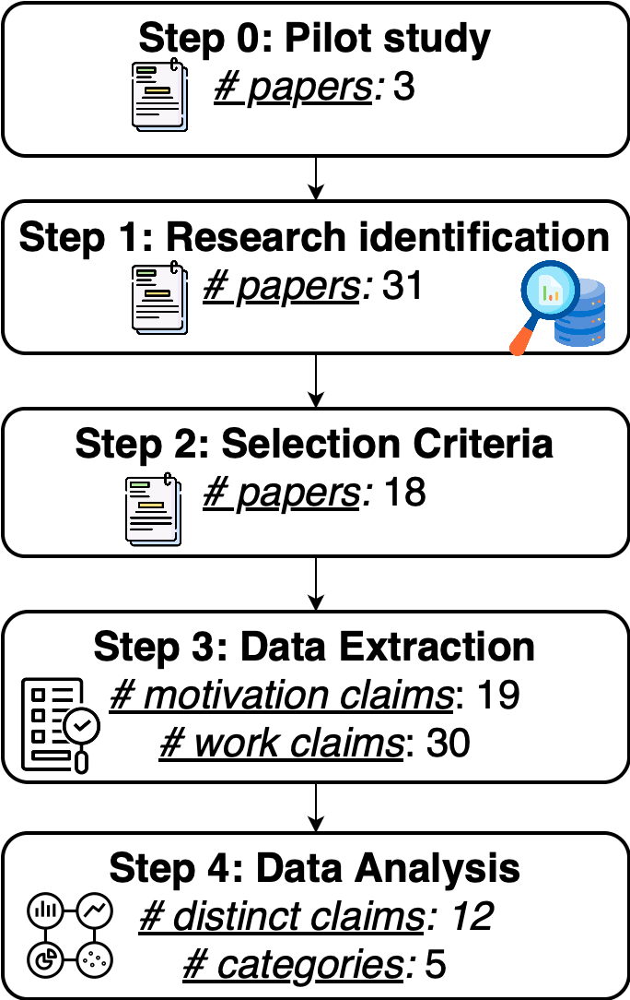 Step 0: Pilot study
# papers: 3
Step 1: Research identification
# papers: 31
Step 2: Selection Criteria
# papers: 18
Step 3: Data Extraction
# motivation claims: 19
# work claims: 30
Step 4: Data Analysis
# distinct claims: 12
# categories: 5